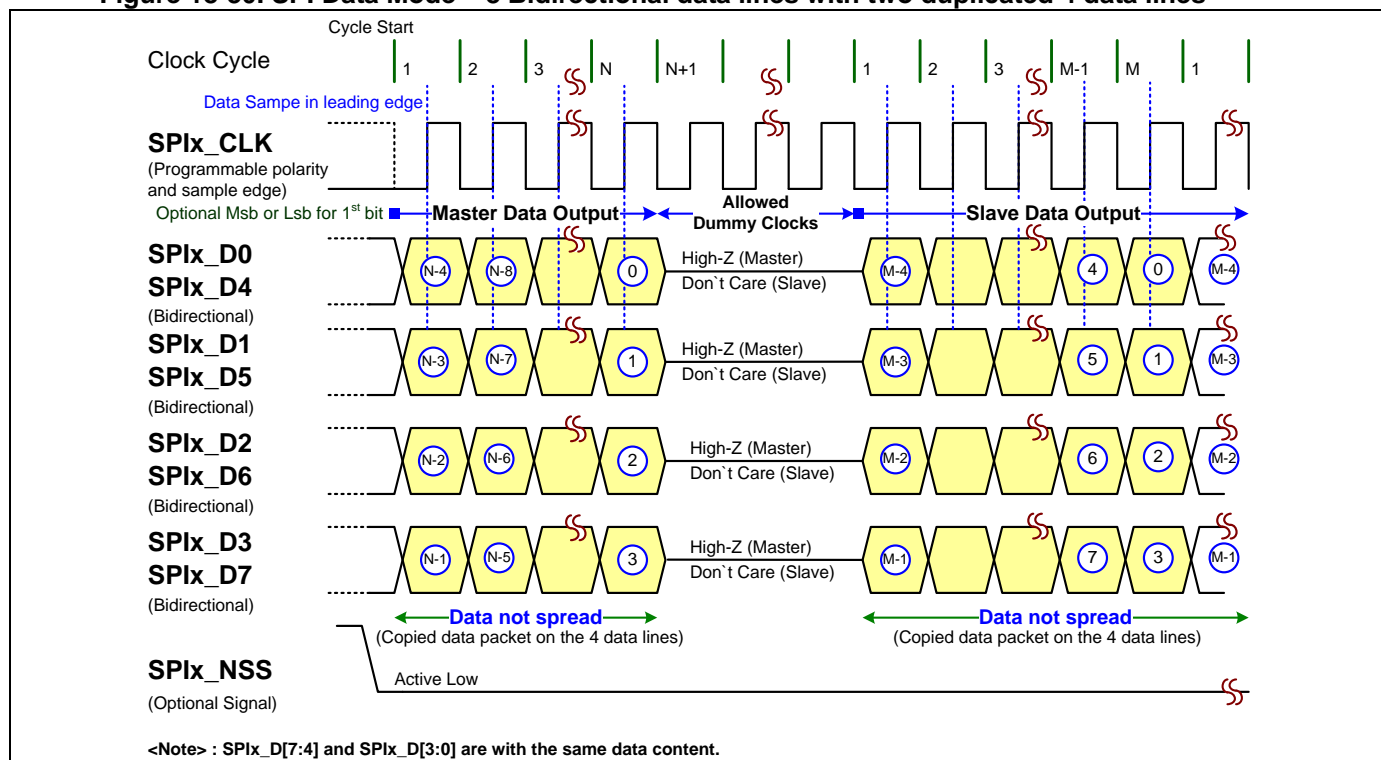 Figure 18-36. SPI Data Mode – 8 Bidirectional data lines with two duplicated 4 data lines
Cycle Start
Clock Cycle
1 2 3 N N+1 1 2 3 M-1 M 1
Data Sampe in leading edge
SPIx_CLK
(Programmable polarity
and sample edge)
Optional Msb or Lsb for 1st bit
Master Data Output
Allowed
Dummy Clocks
Slave Data Output
SPIx_D0
SPIx_D4
(Bidirectional)
N-4 N-8 0
High-Z (Master)
Don`t Care (Slave)
M-4 4 0 M-4
SPIx_D1
SPIx_D5
(Bidirectional)
N-3 N-7 1
High-Z (Master)
Don`t Care (Slave)
M-3 5 1 M-3
SPIx_D2
SPIx_D6
(Bidirectional)
N-2 N-6 2
High-Z (Master)
Don`t Care (Slave)
M-2 6 2 M-2
SPIx_D3
SPIx_D7
(Bidirectional)
N-1 N-5 3
High-Z (Master)
Don`t Care (Slave)
M-1 7 3 M-1
Data not spread
(Copied data packet on the 4 data lines)
Data not spread
(Copied data packet on the 4 data lines)
SPIx_NSS
(Optional Signal)
Active Low
<Note> : SPIx_D[7:4] and SPIx_D[3:0] are with the same data content.